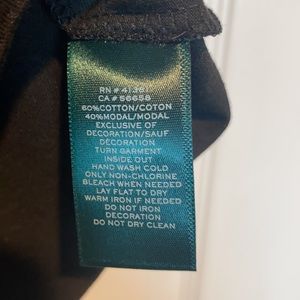 RN # 41381
CA # 56658
60%COTTON/COTON
40%MODAL/MODAL
EXCLUSIVE OF
DECORATION/SAUF
DÉCORATION
TURN GARMENT
INSIDE OUT
HAND WASH COLD
ONLY NON-CHLORINE
BLEACH WHEN NEEDED
LAY FLAT TO DRY
WARM IRON IF NEEDED
DO NOT IRON
DECORATION
DO NOT DRY CLEAN